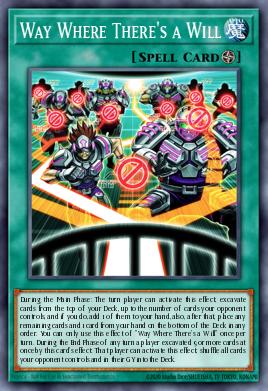 Way Where There's a Will
魔
[Spell Card]
During the Main Phase: The turn player can activate this effect; excavate
cards from the top of your Deck, up to the number of cards your opponent
controls, and if you do, add 1 of them to your hand, also, after that, place any
remaining cards and 1 card from your hand on the bottom of the Deck in any
order. You can only use this effect of "Way Where There's a Will" once per
turn. During the End Phase of any turn a player excavated 5 or more cards at
once by this card's effect: That player can activate this effect; shuffle all cards
your opponent controls and in their GY into the Deck.